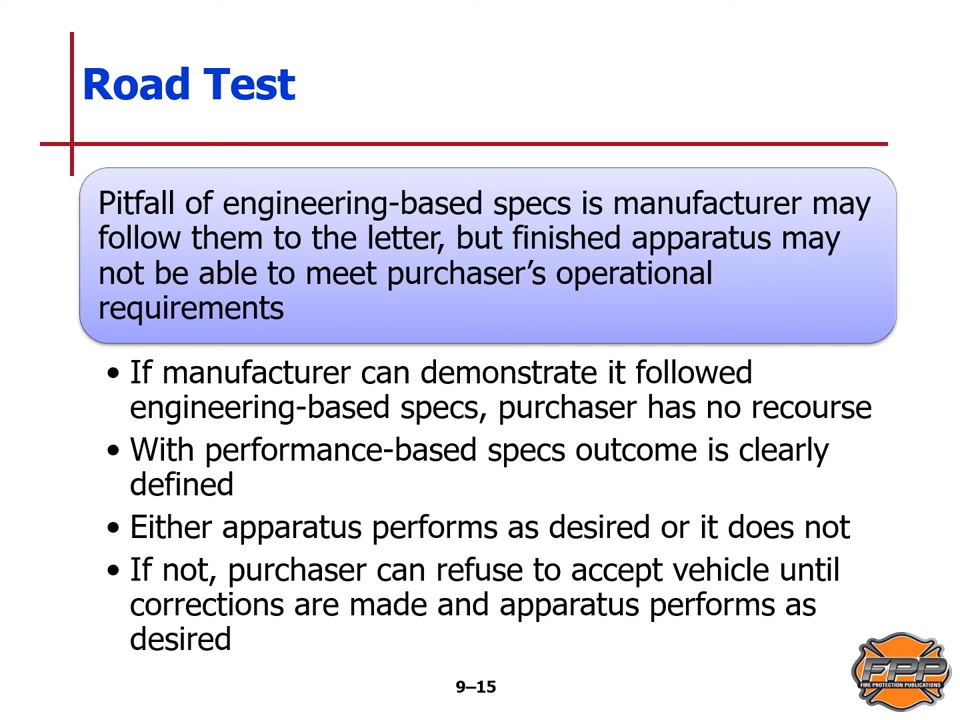 Road Test
Pitfall of engineering-based specs is manufacturer may
follow them to the letter, but finished apparatus may
not be able to meet purchaser’s operational
requirements
• If manufacturer can demonstrate it followed
engineering-based specs, purchaser has no recourse
• With performance-based specs outcome is clearly
defined
• Either apparatus performs as desired or it does not
• If not, purchaser can refuse to accept vehicle until
corrections are made and apparatus performs as
desired
9–15
FPP
FIRE PROTECTION PUBLICATIONS